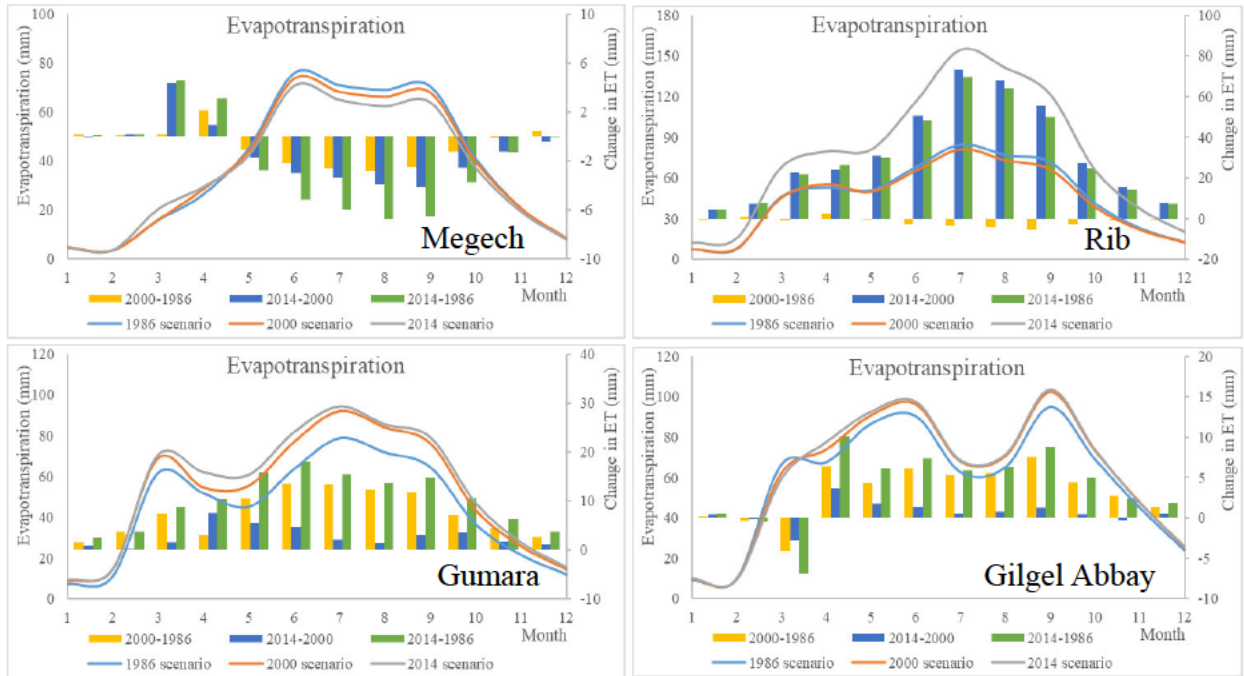 Evapotranspiration
Evapotranspiration (mm)
100
80
60
40
20
0
10
6
2
-2
-6
-10
Change in ET (mm)
Megech
1 2 3 4 5 6 7 8 9 10 11 12
Month
2000-1986 2014-2000 2014-1986
1986 scenario 2000 scenario 2014 scenario
Evapotranspiration
Evapotranspiration (mm)
180
150
120
90
60
30
0
100
80
60
40
20
0
-20
Change in ET (mm)
Rib
1 2 3 4 5 6 7 8 9 10 11 12
Month
2000-1986 2014-2000 2014-1986
1986 scenario 2000 scenario 2014 scenario
Evapotranspiration
Evapotranspiration (mm)
120
100
80
60
40
20
0
40
30
20
10
0
-10
Change in ET (mm)
Gumara
1 2 3 4 5 6 7 8 9 10 11 12
Month
2000-1986 2014-2000 2014-1986
1986 scenario 2000 scenario 2014 scenario
Evapotranspiration
Evapotranspiration (mm)
120
100
80
60
40
20
0
20
15
10
5
0
-5
-10
Change in ET (mm)
Gilgel Abbay
1 2 3 4 5 6 7 8 9 10 11 12
Month
2000-1986 2014-2000 2014-1986
1986 scenario 2000 scenario 2014 scenario